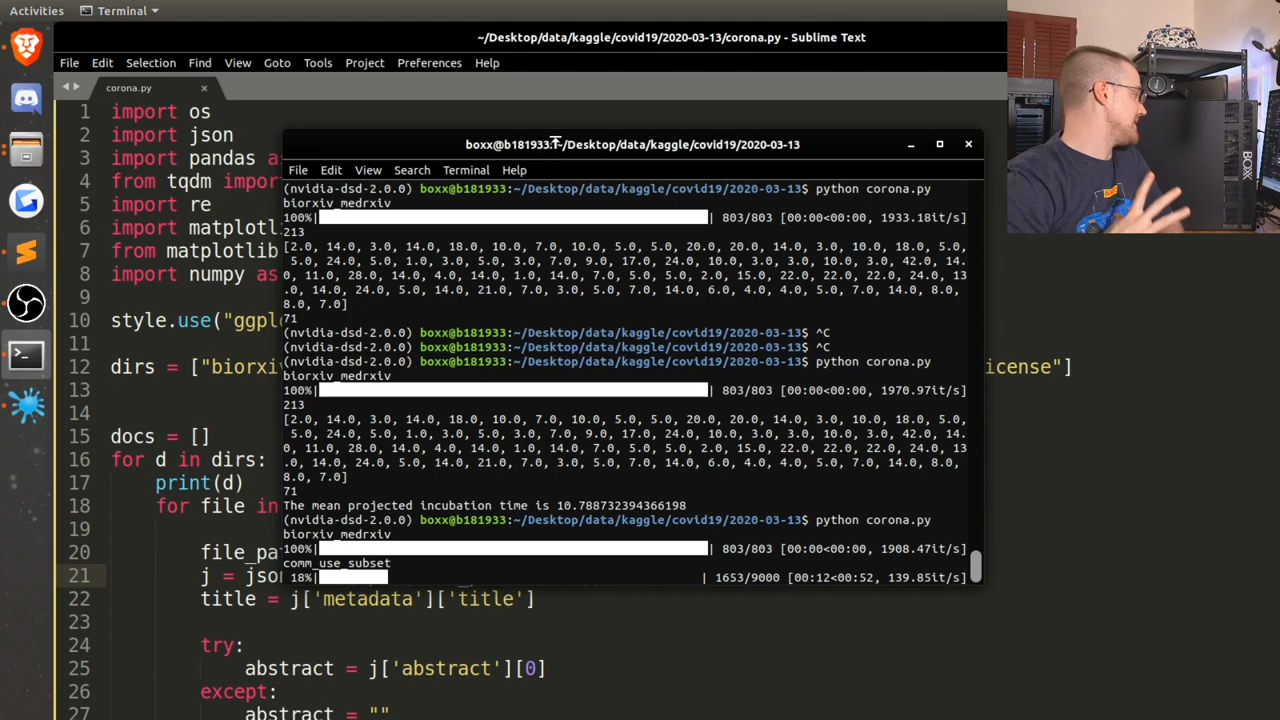 Activities
Terminal
~/Desktop/data/kaggle/covid19/2020-03-13/corona.py - Sublime Text
File Edit Selection Find View Goto Tools Project Preferences Help
corona.py
1 import os
2 import json
3 import pandas as
4 from tqdm impor
5 import re
6 import matplotl
7 from matplotlib
8 import numpy as
9
10 style.use("ggpl
11
12 dirs = ["biorxi
icense"]
13
14
15 docs = []
16 for d in dirs:
17 print(d)
18 for file in
19
20 file_pa
21 j = jso
22 title = j['metadata']['title']
23
24 try:
25 abstract = j['abstract'][0]
26 except:
27 abstract = ""
boxx@b181933:~/Desktop/data/kaggle/covid19/2020-03-13
File Edit View Search Terminal Help
(nvidia-dsd-2.0.0) boxx@b181933:~/Desktop/data/kaggle/covid19/2020-03-13$ python corona.py
biorxiv_medrxiv
100%| | 803/803 [00:00<00:00, 1933.18it/s]
213
[2.0, 14.0, 3.0, 14.0, 18.0, 10.0, 7.0, 10.0, 5.0, 5.0, 20.0, 20.0, 14.0, 3.0, 10.0, 18.0, 5.0,
5.0, 24.0, 5.0, 1.0, 3.0, 5.0, 3.0, 7.0, 9.0, 17.0, 24.0, 10.0, 3.0, 3.0, 10.0, 3.0, 42.0, 14.
0, 11.0, 28.0, 14.0, 4.0, 14.0, 1.0, 14.0, 7.0, 5.0, 5.0, 2.0, 15.0, 22.0, 22.0, 22.0, 24.0, 13
.0, 14.0, 24.0, 5.0, 14.0, 21.0, 7.0, 3.0, 5.0, 7.0, 14.0, 6.0, 4.0, 4.0, 5.0, 7.0, 14.0, 8.0,
8.0, 7.0]
71
(nvidia-dsd-2.0.0) boxx@b181933:~/Desktop/data/kaggle/covid19/2020-03-13$ ^C
(nvidia-dsd-2.0.0) boxx@b181933:~/Desktop/data/kaggle/covid19/2020-03-13$ ^C
(nvidia-dsd-2.0.0) boxx@b181933:~/Desktop/data/kaggle/covid19/2020-03-13$ python corona.py
biorxiv_medrxiv
100%| | 803/803 [00:00<00:00, 1970.97it/s]
213
[2.0, 14.0, 3.0, 14.0, 18.0, 10.0, 7.0, 10.0, 5.0, 5.0, 20.0, 20.0, 14.0, 3.0, 10.0, 18.0, 5.0,
5.0, 24.0, 5.0, 1.0, 3.0, 5.0, 3.0, 7.0, 9.0, 17.0, 24.0, 10.0, 3.0, 3.0, 10.0, 3.0, 42.0, 14.
0, 11.0, 28.0, 14.0, 4.0, 14.0, 1.0, 14.0, 7.0, 5.0, 5.0, 2.0, 15.0, 22.0, 22.0, 22.0, 24.0, 13
.0, 14.0, 24.0, 5.0, 14.0, 21.0, 7.0, 3.0, 5.0, 7.0, 14.0, 6.0, 4.0, 4.0, 5.0, 7.0, 14.0, 8.0,
8.0, 7.0]
71
The mean projected incubation time is 10.788732394366198
(nvidia-dsd-2.0.0) boxx@b181933:~/Desktop/data/kaggle/covid19/2020-03-13$ python corona.py
biorxiv_medrxiv
100%| | 803/803 [00:00<00:00, 1908.47it/s]
comm_use_subset
18%| | 1653/9000 [00:12<00:52, 139.85it/s]
BOXX